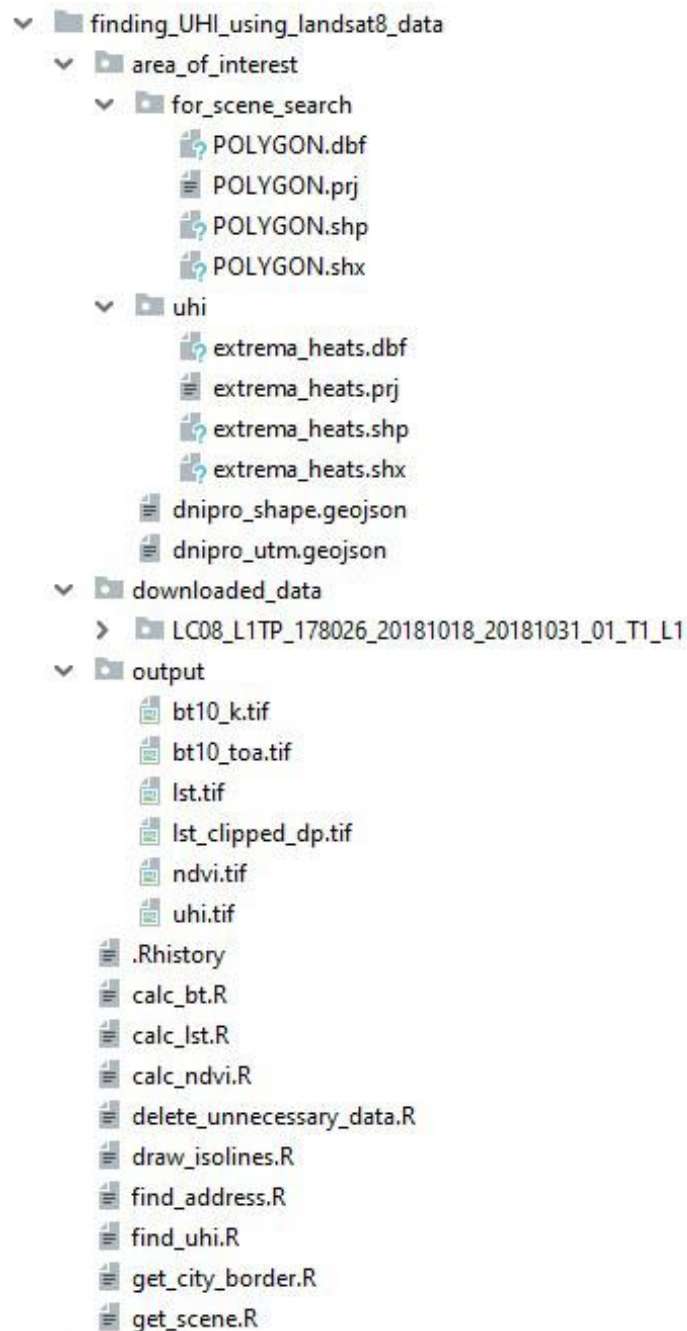 finding_UHI_using_landsat8_data
area_of_interest
for_scene_search
POLYGON.dbf
POLYGON.prj
POLYGON.shp
POLYGON.shx
uhi
extrema_heats.dbf
extrema_heats.prj
extrema_heats.shp
extrema_heats.shx
dnipro_shape.geojson
dnipro_utm.geojson
downloaded_data
LC08_L1TP_178026_20181018_20181031_01_T1_L1
output
bt10_k.tif
bt10_toa.tif
lst.tif
lst_clipped_dp.tif
ndvi.tif
uhi.tif
.Rhistory
calc_bt.R
calc_lst.R
calc_ndvi.R
delete_unnecessary_data.R
draw_isolines.R
find_address.R
find_uhi.R
get_city_border.R
get_scene.R